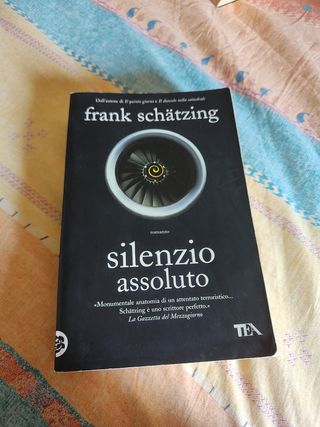 Dall'autore di Il quinto giorno e Il diavolo nella cattedrale
frank schätzing
romanzo
silenzio
assoluto
«Monumentale anatomia di un attentato terroristico...
Schätzing è uno scrittore perfetto.»
La Gazzetta del Mezzogiorno
TEA